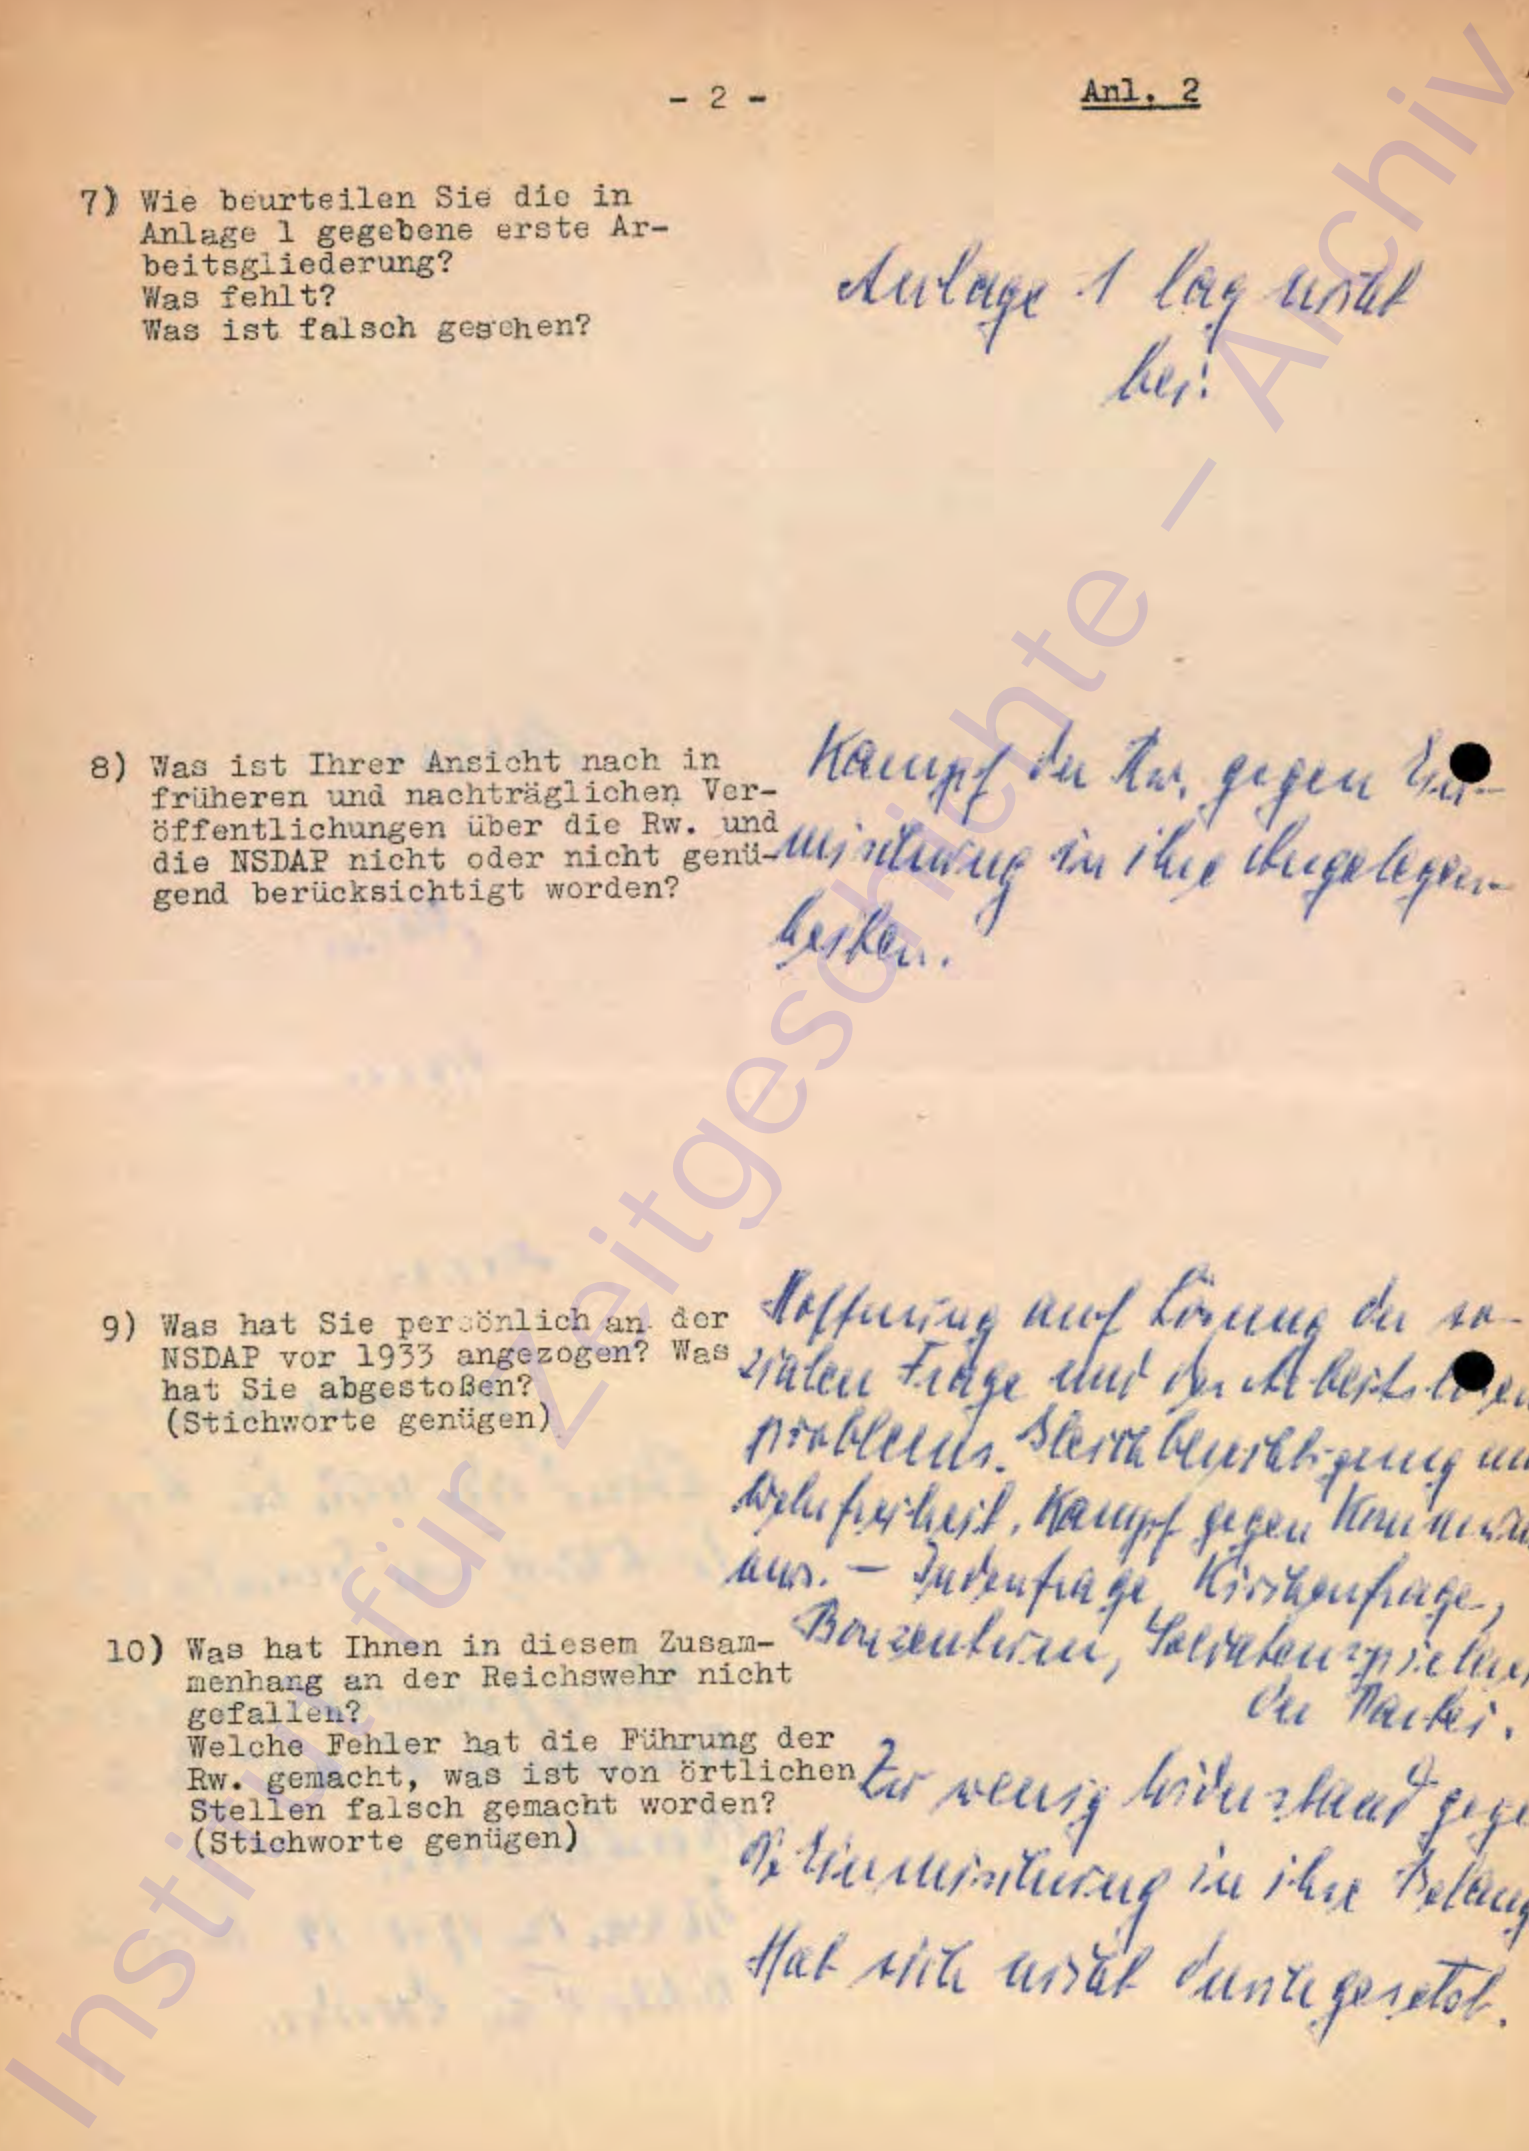 - 2 -
Anl. 2
7) Wie beurteilen Sie die in
Anlage 1 gegebene erste Ar-
beitsgliederung?
Was fehlt?
Was ist falsch gesehen?
Anlage 1 lag nicht
bei!
8) Was ist Ihrer Ansicht nach in
früheren und nachträglichen Ver-
öffentlichungen über die Rw. und
die NSDAP nicht oder nicht genü-
gend berücksichtigt worden?
Kampf der Rw. gegen Ein-
mischung in ihre Angelegen-
heiten.
9) Was hat Sie persönlich an der
NSDAP vor 1933 angezogen? Was
hat Sie abgestoßen?
(Stichworte genügen)
Hoffnung auf Lösung der so-
zialen Frage und des Arbeitslosen
problems. Gleichberechtigung un
Wehrfreiheit, Kampf gegen Kommunis
mus. – Judenfrage, Kirchenfrage,
Bonzentum, Soldatenspielen
der Partei.
10) Was hat Ihnen in diesem Zusam-
menhang an der Reichswehr nicht
gefallen?
Welche Fehler hat die Führung der
Rw. gemacht, was ist von örtlichen
Stellen falsch gemacht worden?
(Stichworte genügen)
Zu wenig Widerstand gege
Einmischung in ihre Belang
Hat sich nicht durchgesetzt.
Institut für Zeitgeschichte - Archiv